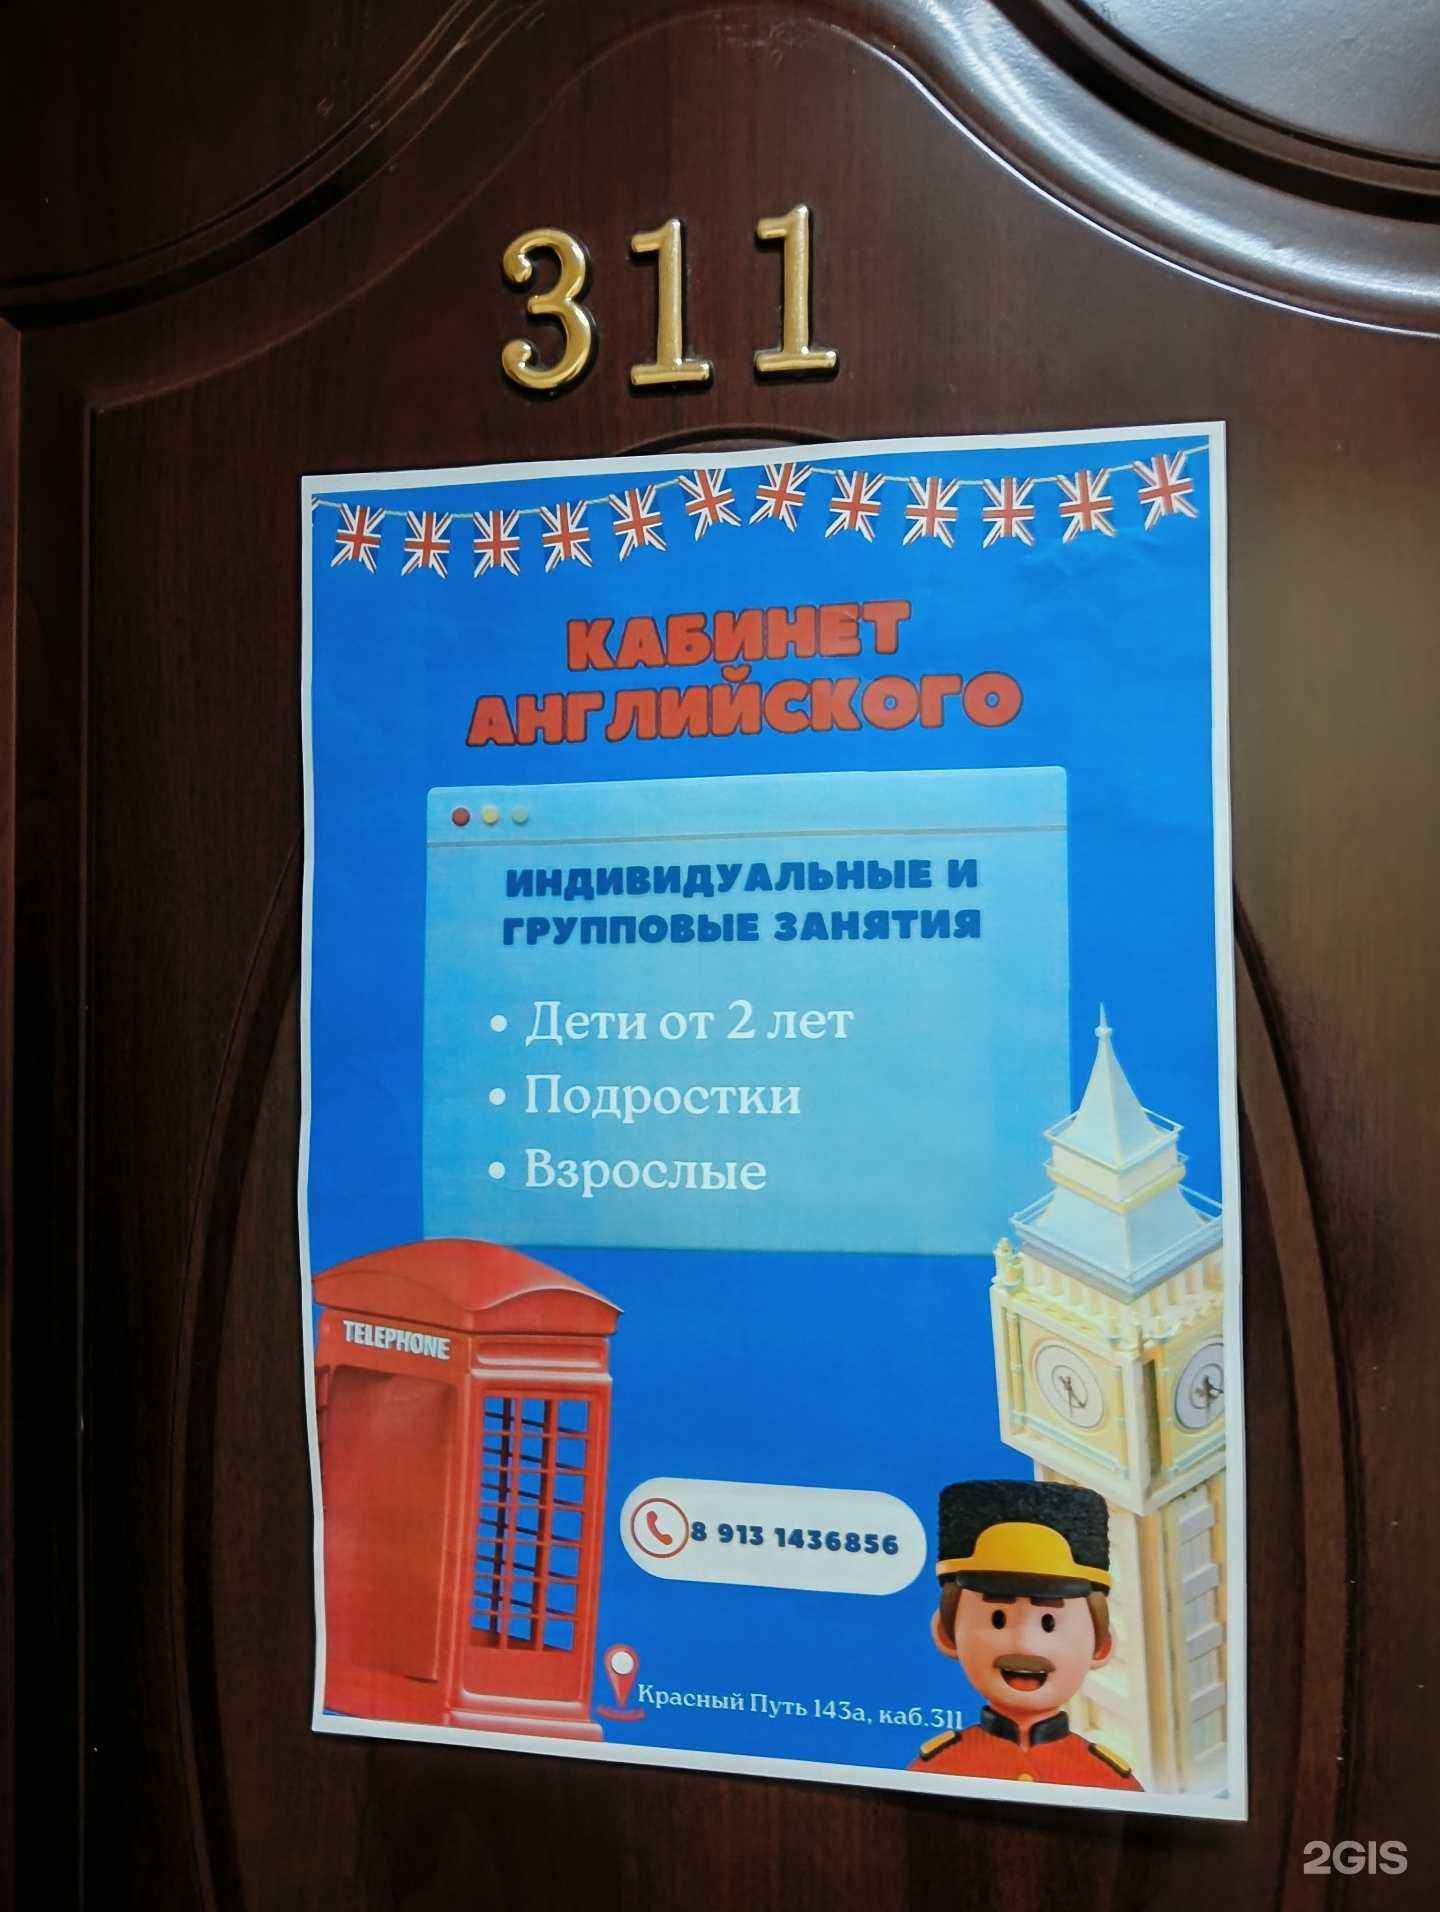 311
КАБИНЕТ
АНГЛИЙСКОГО
ИНДИВИДУАЛЬНЫЕ И
ГРУППОВЫЕ ЗАНЯТИЯ
• Дети от 2 лет
• Подростки
• Взрослые
TELEPHONE
8 913 1436856
Красный Путь 143а, каб.311
2GIS